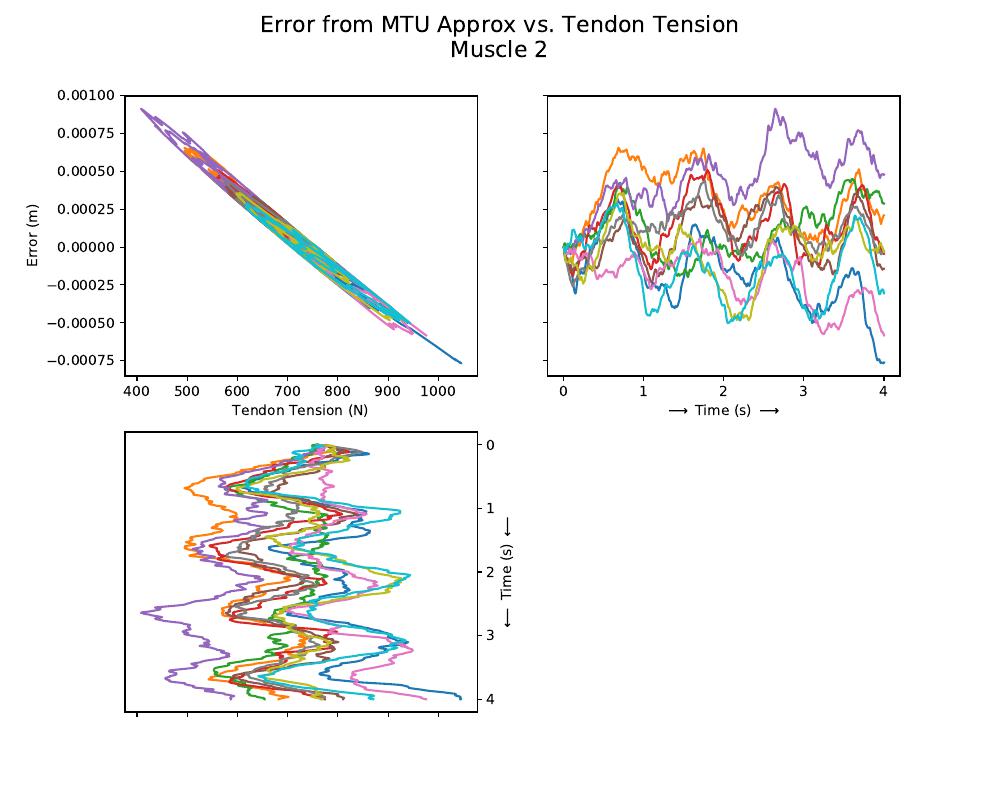 Error from MTU Approx vs. Tendon Tension
Muscle 2
0.00100
0.00075
0.00050
0.00025
0.00000
−0.00025
−0.00050
−0.00075
Error (m)
400 500 600 700 800 900 1000
Tendon Tension (N)
0 1 2 3 4
⟶ Time (s) ⟶
0
1
2
3
4
⟵ Time (s) ⟵